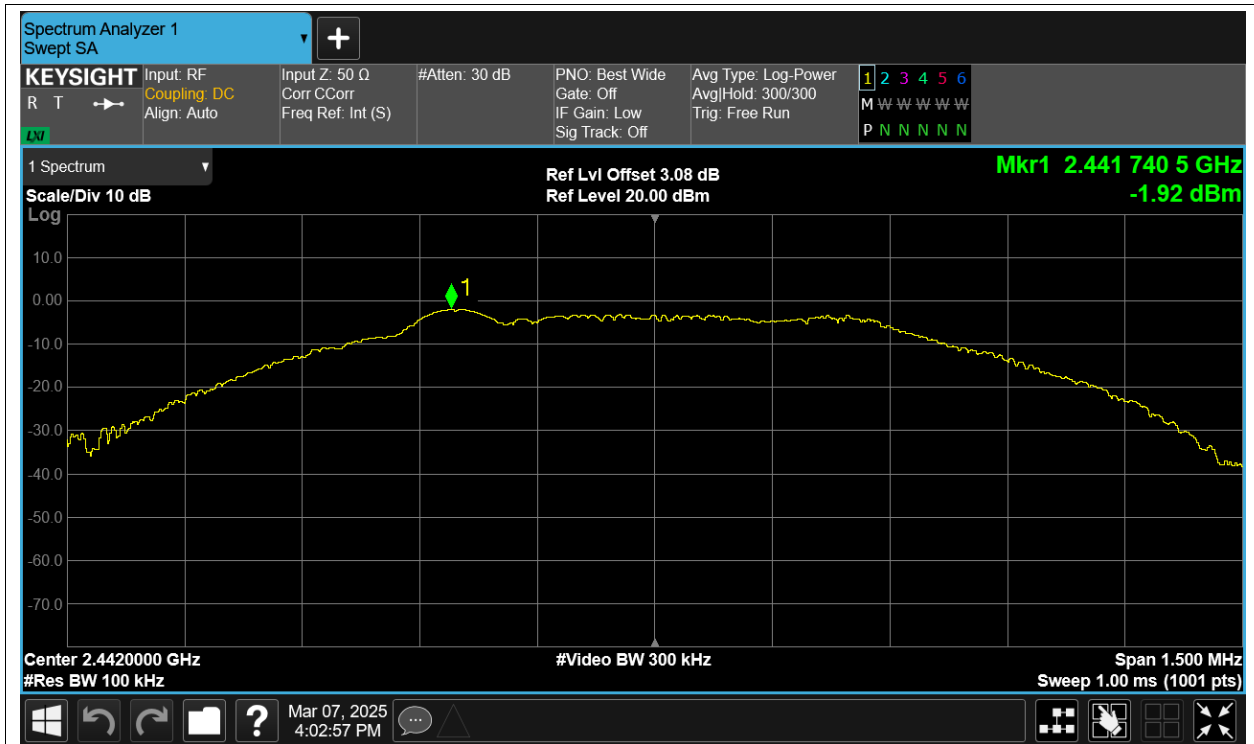 Spectrum Analyzer 1
Swept SA
KEYSIGHT
R T
LXI
Input: RF
Coupling: DC
Align: Auto
Input Z: 50 Ω
Corr CCorr
Freq Ref: Int (S)
#Atten: 30 dB
PNO: Best Wide
Gate: Off
IF Gain: Low
Sig Track: Off
Avg Type: Log-Power
Avg|Hold: 300/300
Trig: Free Run
1 2 3 4 5 6
M W W W W W
P N N N N N
1 Spectrum
Scale/Div 10 dB
Ref Lvl Offset 3.08 dB
Ref Level 20.00 dBm
Mkr1 2.441 740 5 GHz
-1.92 dBm
Log
10.0
0.00
-10.0
-20.0
-30.0
-40.0
-50.0
-60.0
-70.0
1
Center 2.4420000 GHz
#Video BW 300 kHz
Span 1.500 MHz
#Res BW 100 kHz
Sweep 1.00 ms (1001 pts)
?
Mar 07, 2025
4:02:57 PM